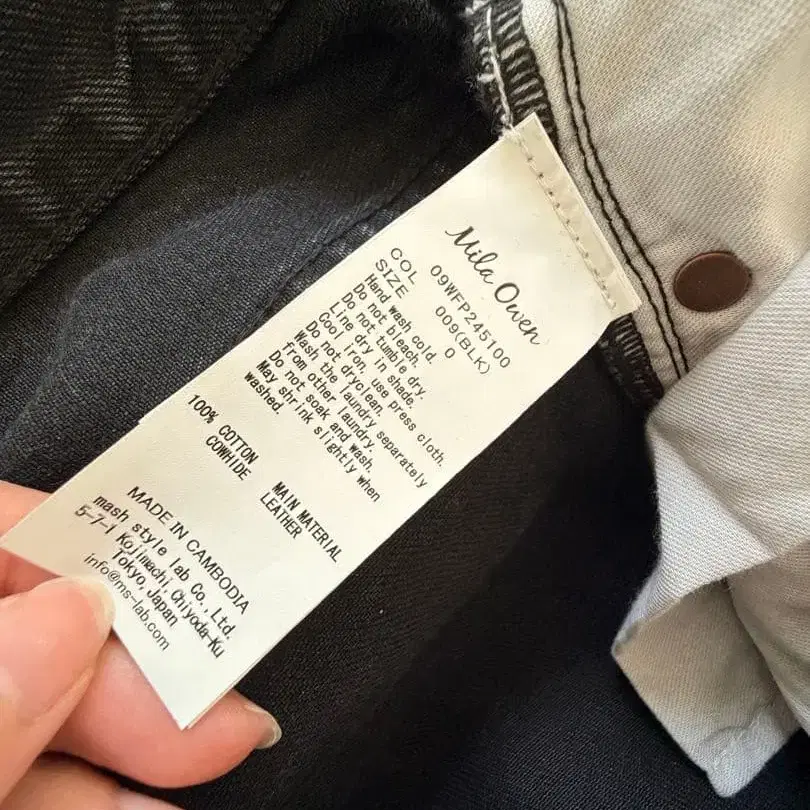 Mila Owen
09WFP245100
COL 009(BLK)
SIZE 0
Hand wash cold.
Do not bleach.
Do not tumble dry.
Line dry in shade.
Cool iron. use press cloth.
Do not dryclean.
Wash the laundry separately
from other laundry.
Do not soak and wash.
May shrink slightly when
washed.
100% COTTON MAIN MATERIAL
COWHIDE LEATHER
MADE IN CAMBODIA
mash style lab Co.,Ltd.
5-7-1 Kojimachi,Chiyoda-Ku
Tokyo,Japan
info@ms-lab.com